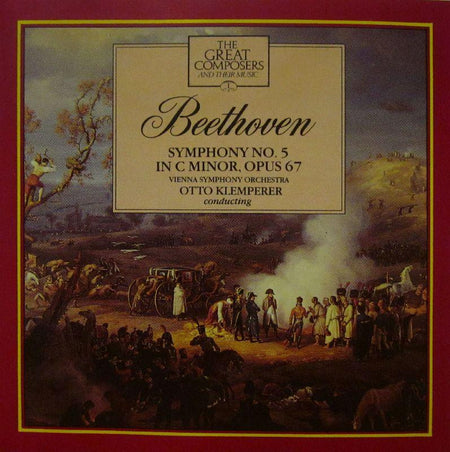 THE
GREAT
COMPOSERS
AND THEIR MUSIC
1
Beethoven
SYMPHONY NO. 5
IN C MINOR, OPUS 67
VIENNA SYMPHONY ORCHESTRA
OTTO KLEMPERER
conducting